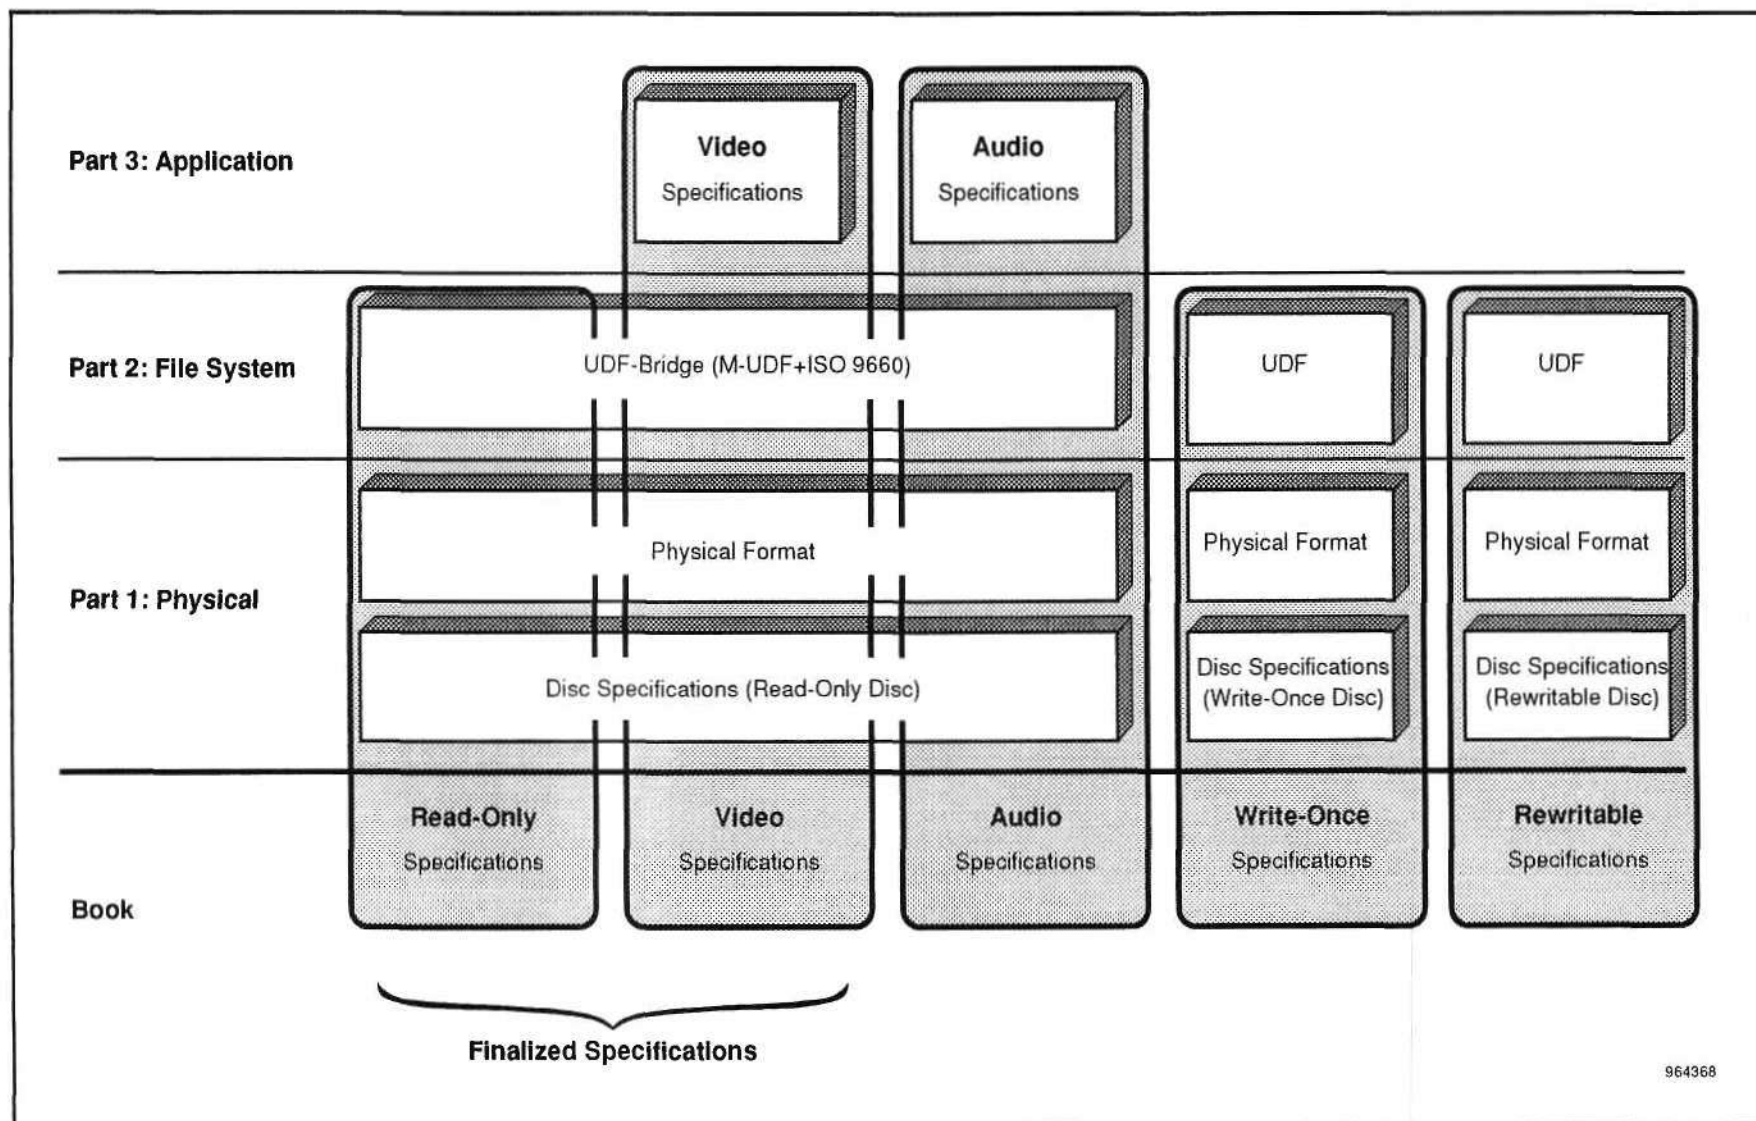 Video
Specifications
Audio
Specifications
Part 3: Application
Part 2: File System
UDF-Bridge (M-UDF+ISO 9660)
UDF
UDF
Part 1: Physical
Physical Format
Physical Format
Physical Format
Disc Specifications (Read-Only Disc)
Disc Specifications
(Write-Once Disc)
Disc Specifications
(Rewritable Disc)
Book
Read-Only
Specifications
Video
Specifications
Audio
Specifications
Write-Once
Specifications
Rewritable
Specifications
Finalized Specifications
964368